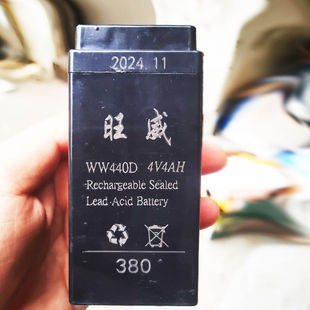 2024.11
旺威
WW440D 4V4AH
Rechargeable Sealed
Lead-Acid Battery
380